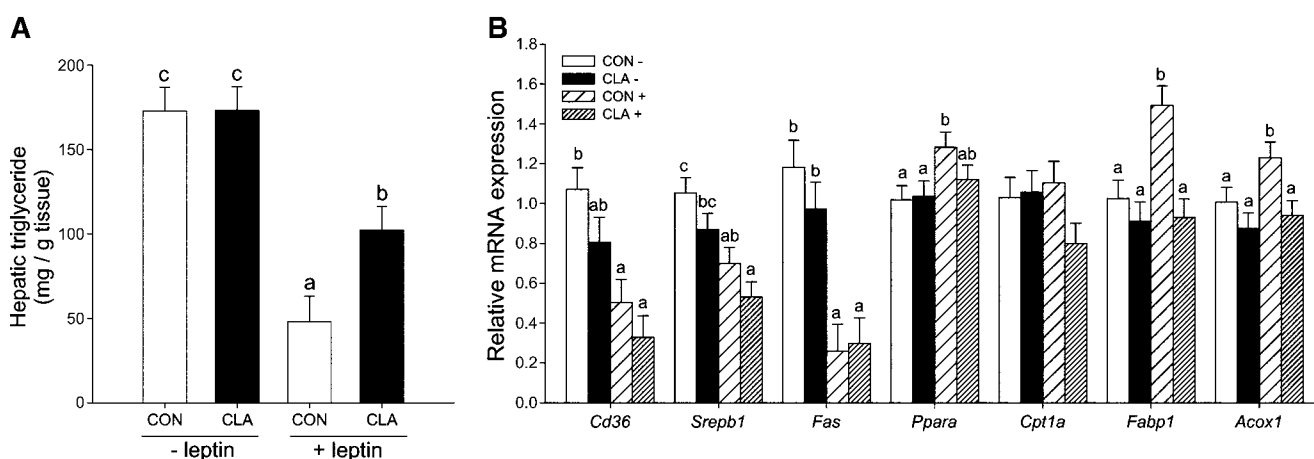 A
Hepatic triglyceride
(mg / g tissue)
200
150
100
50
0
c
c
a
b
CON
CLA
CON
CLA
- leptin
+ leptin
B
Relative mRNA expression
1.8
1.6
1.4
1.2
1.0
0.8
0.6
0.4
0.2
0.0
CON -
CLA -
CON +
CLA +
b
ab
a
a
c
bc
ab
a
b
b
a
a
a
a
b
ab
a
a
b
a
a
a
b
a
Cd36
Srepb1
Fas
Ppara
Cpt1a
Fabp1
Acox1